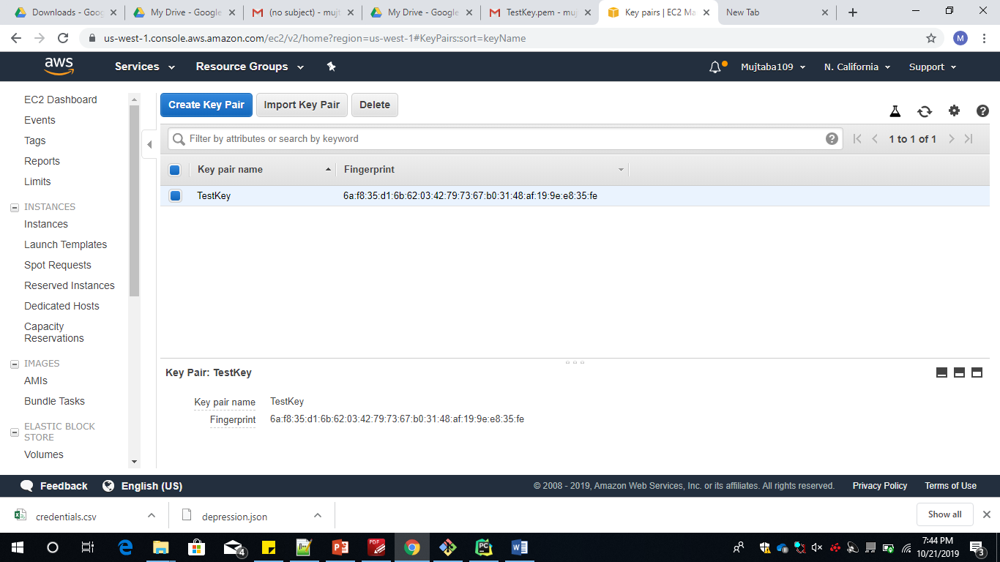 Downloads - Goog
My Drive - Google
(no subject) - mujt
My Drive - Google
TestKey.pem - muj
Key pairs | EC2 Ma
New Tab
us-west-1.console.aws.amazon.com/ec2/v2/home?region=us-west-1#KeyPairs:sort=keyName
M
aws
Services
Resource Groups
Mujtaba109
N. California
Support
EC2 Dashboard
Events
Tags
Reports
Limits
INSTANCES
Instances
Launch Templates
Spot Requests
Reserved Instances
Dedicated Hosts
Capacity
Reservations
IMAGES
AMIs
Bundle Tasks
ELASTIC BLOCK
STORE
Volumes
Create Key Pair
Import Key Pair
Delete
Filter by attributes or search by keyword
1 to 1 of 1
Key pair name
Fingerprint
TestKey
6a:f8:35:d1:6b:62:03:42:79:73:67:b0:31:48:af:19:9e:e8:35:fe
Key Pair: TestKey
Key pair name
TestKey
Fingerprint
6a:f8:35:d1:6b:62:03:42:79:73:67:b0:31:48:af:19:9e:e8:35:fe
Feedback
English (US)
© 2008 - 2019, Amazon Web Services, Inc. or its affiliates. All rights reserved.
Privacy Policy
Terms of Use
credentials.csv
depression.json
Show all
4
PDF
PC
7:44 PM
10/21/2019
3